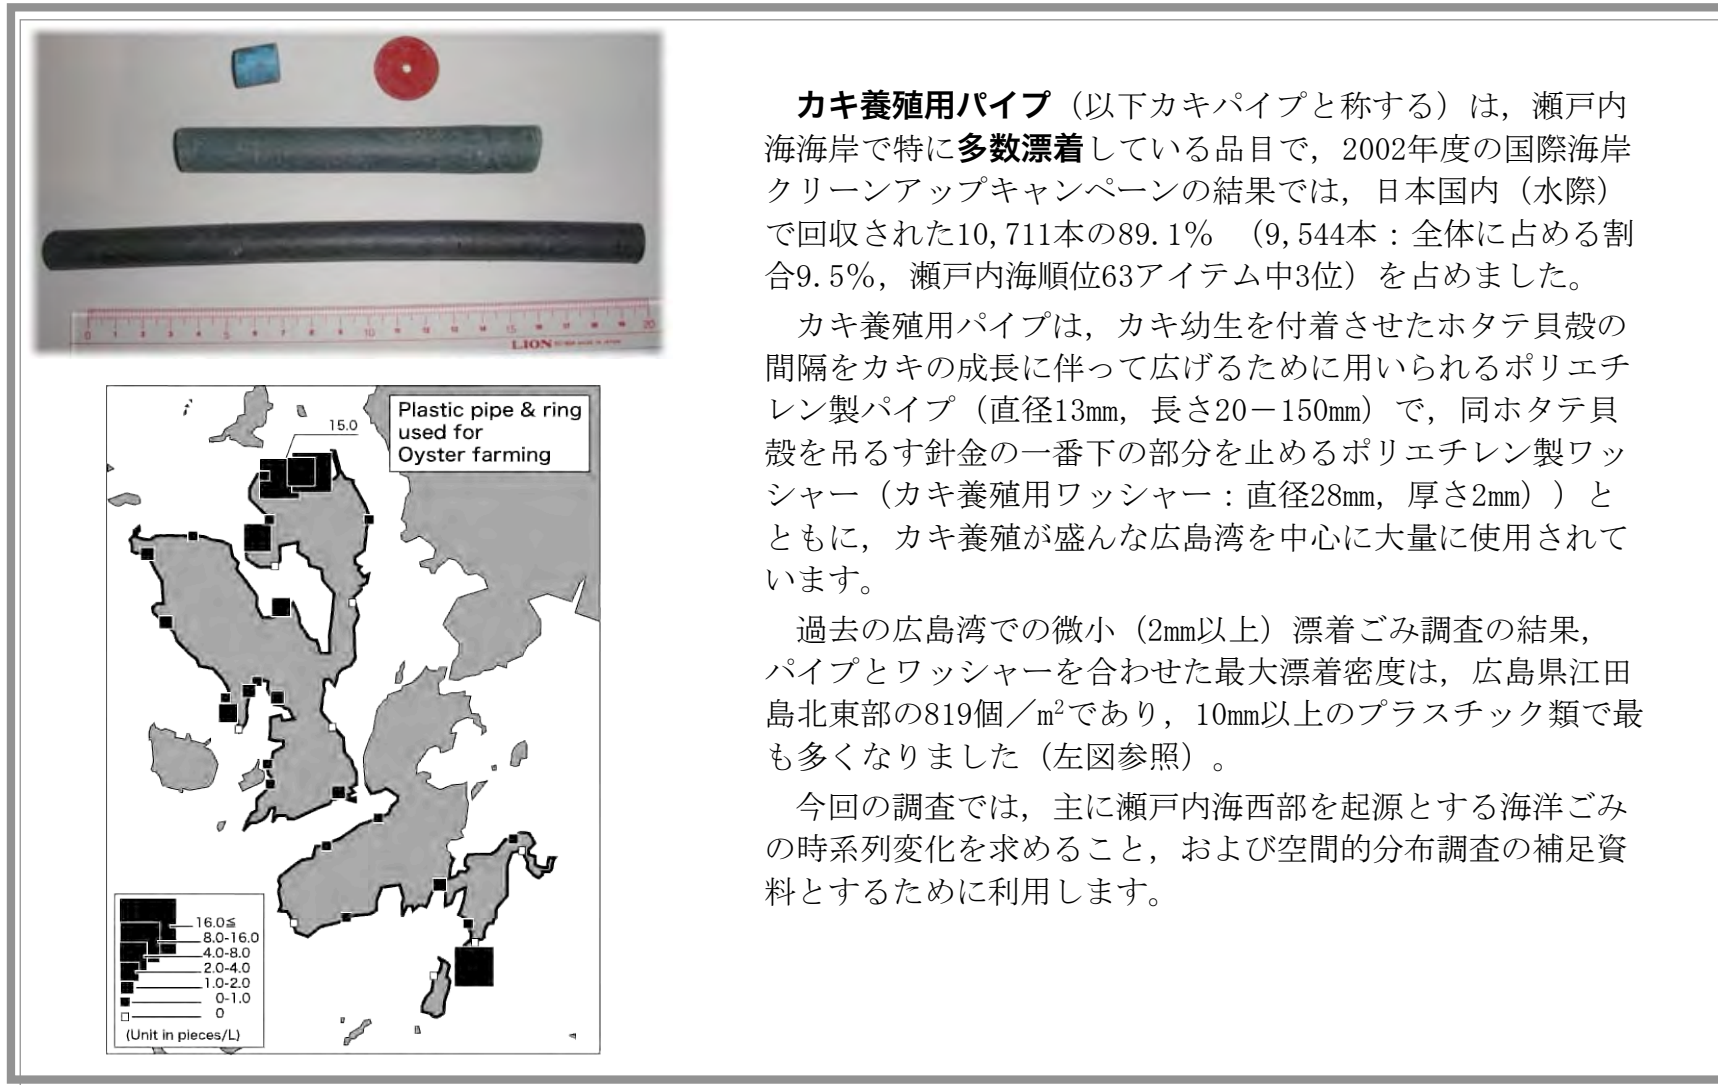 カキ養殖用パイプ（以下カキパイプと称する）は，瀬戸内
海海岸で特に多数漂着している品目で，2002年度の国際海岸
クリーンアップキャンペーンの結果では，日本国内（水際）
で回収された10,711本の89.1%　（9,544本：全体に占める割
合9.5%，瀬戸内海順位63アイテム中3位）を占めました。
カキ養殖用パイプは，カキ幼生を付着させたホタテ貝殻の
間隔をカキの成長に伴って広げるために用いられるポリエチ
レン製パイプ（直径13mm，長さ20－150mm）で，同ホタテ貝
殻を吊るす針金の一番下の部分を止めるポリエチレン製ワッ
シャー（カキ養殖用ワッシャー：直径28mm，厚さ2mm））と
ともに，カキ養殖が盛んな広島湾を中心に大量に使用されて
います。
過去の広島湾での微小（2mm以上）漂着ごみ調査の結果，
パイプとワッシャーを合わせた最大漂着密度は，広島県江田
島北東部の819個／m²であり，10mm以上のプラスチック類で最
も多くなりました（左図参照）。
今回の調査では，主に瀬戸内海西部を起源とする海洋ごみ
の時系列変化を求めること，および空間的分布調査の補足資
料とするために利用します。
0 1 2 3 4 5 6 7 8 9 10 11 12 13 14 15 16 17 18 19 20
LION
Plastic pipe & ring
used for
Oyster farming
15.0
16.0≦
8.0-16.0
4.0-8.0
2.0-4.0
1.0-2.0
0-1.0
0
(Unit in pieces/L)